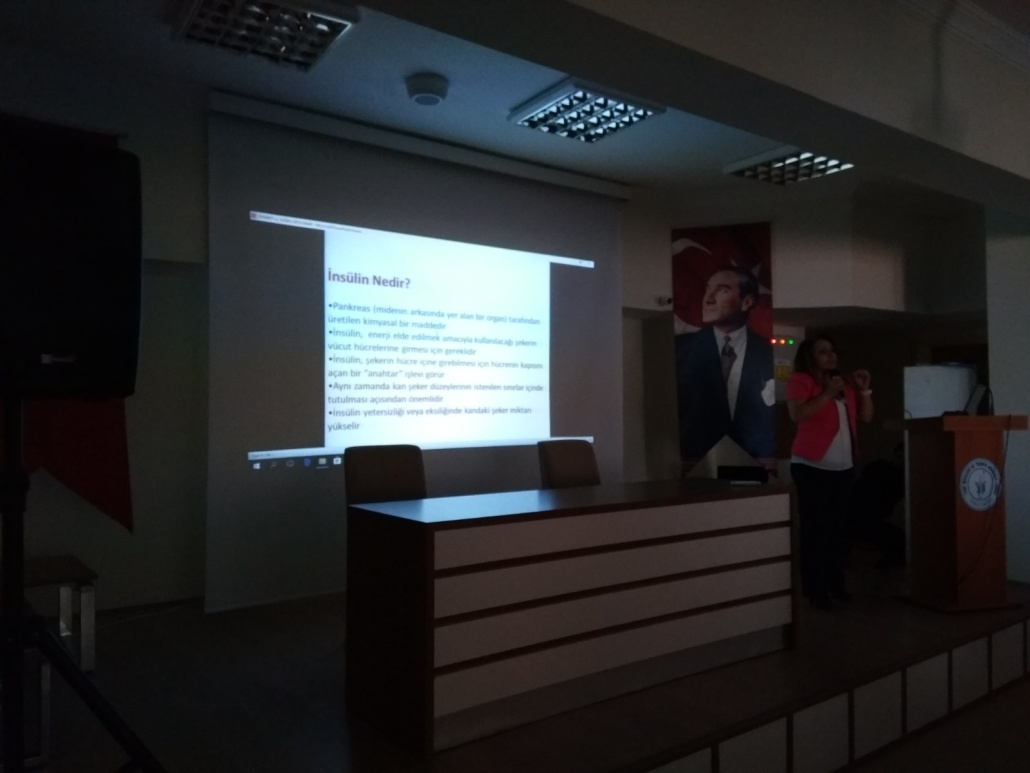 İnsülin Nedir?
•Pankreas (midenin arkasında yer alan bir organ) tarafından
üretilen kimyasal bir maddedir
•İnsülin, enerji elde edilmek amacıyla kullanılacağı şekerin
vücut hücrelerine girmesi için gereklidir
•İnsülin, şekerin hücre içine girebilmesi için hücrenin kapısını
açan bir "anahtar" işlevi görür
•Aynı zamanda kan şeker düzeylerinin istenilen sınırlar içinde
tutulması açısından önemlidir
•İnsülin yetersizliği veya eksiliğinde kandaki şeker miktarı
yükselir